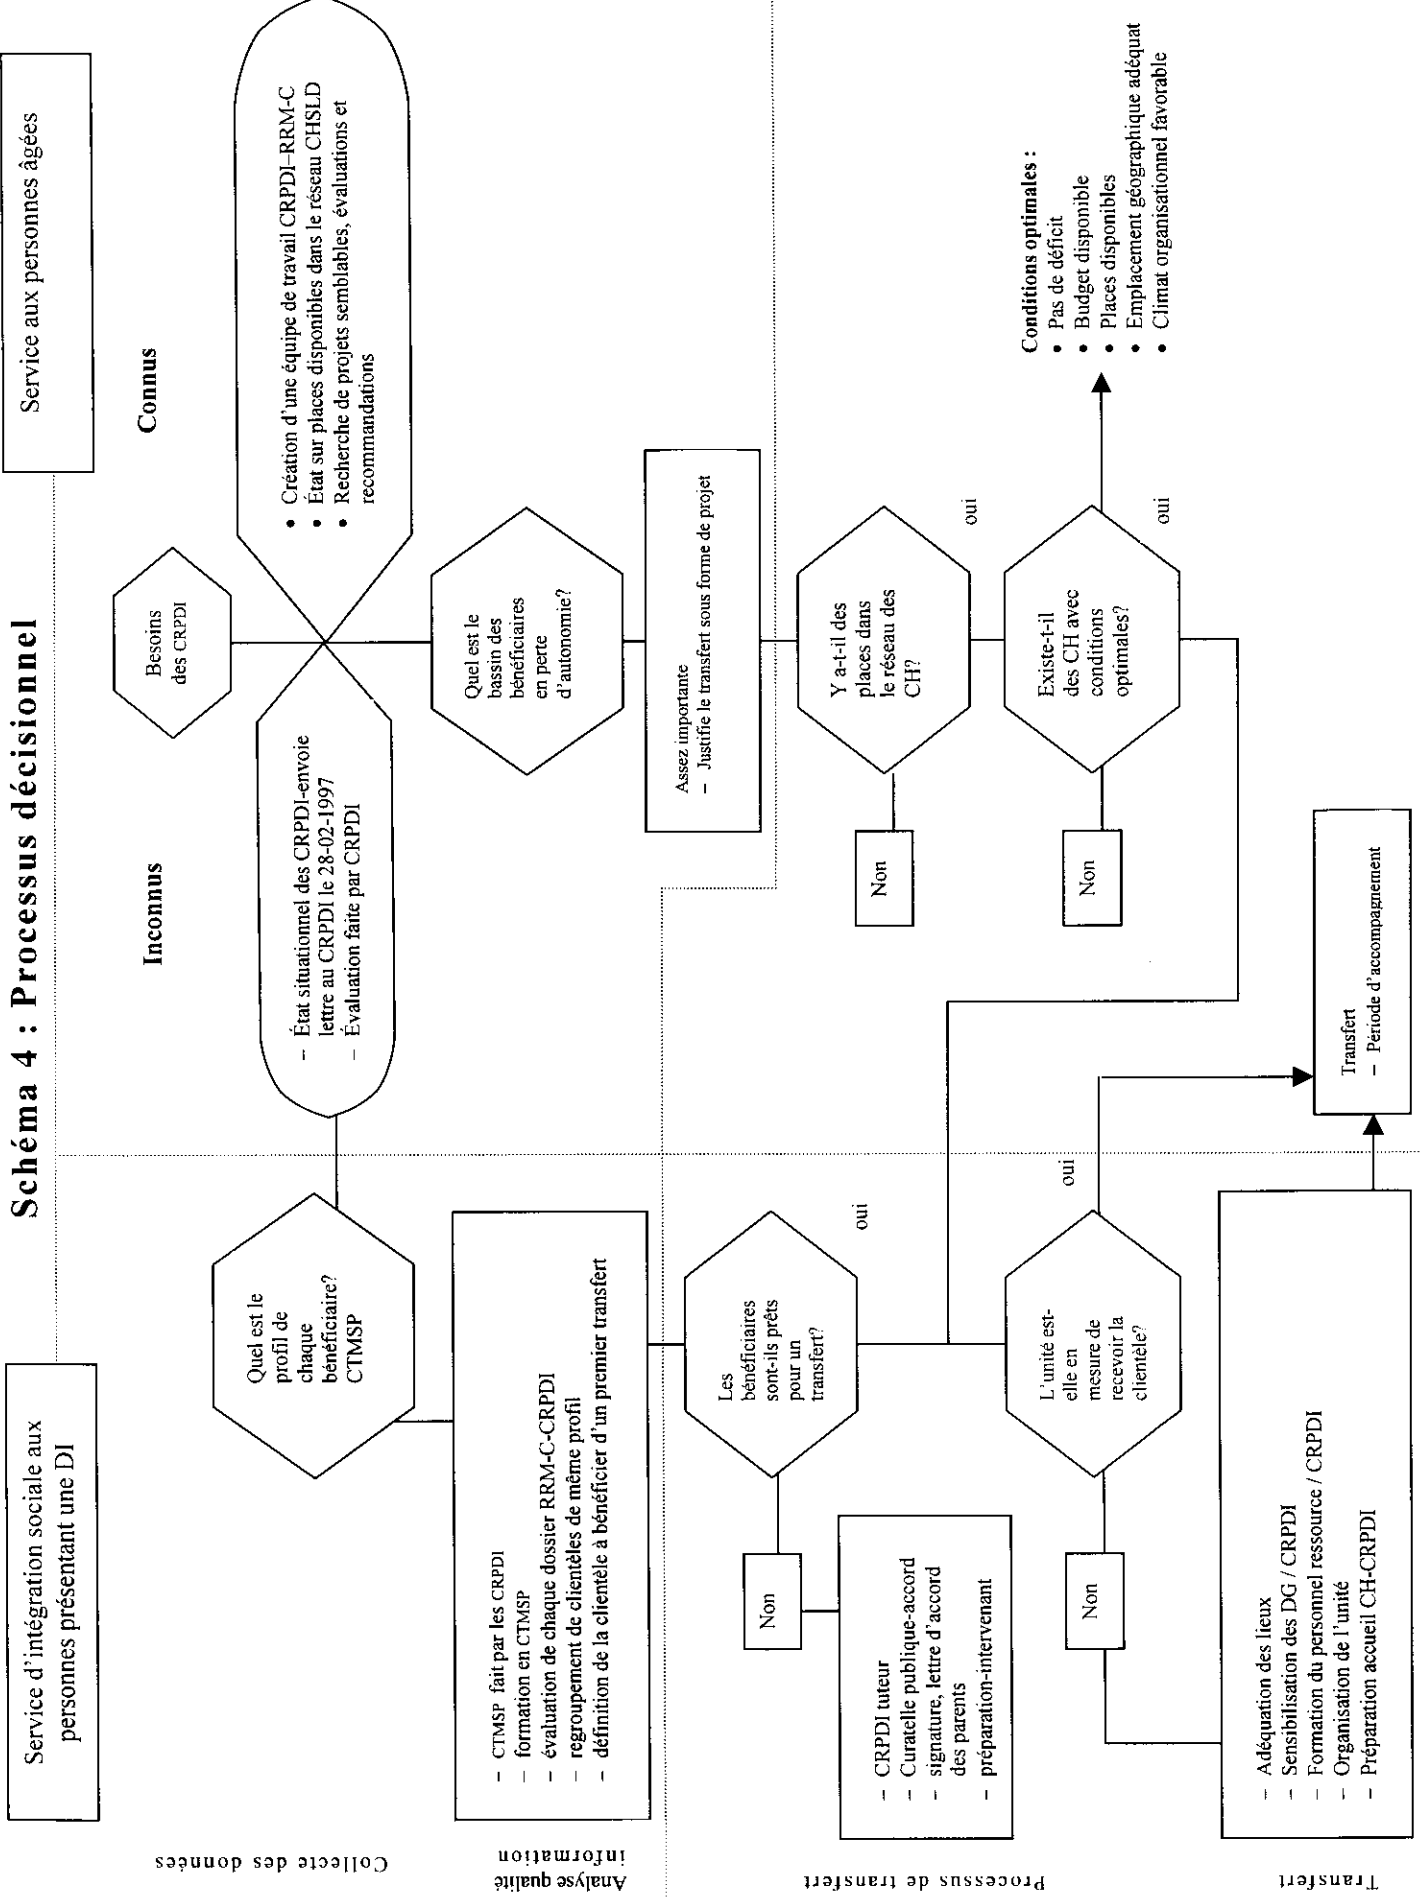 Schéma 4 : Processus décisionnel
Service d'intégration sociale aux
personnes présentant une DI
Service aux personnes âgées
Inconnus
Connus
Besoins
des CRPDI
– État situationnel des CRPDI-envoie
lettre au CRPDI le 28-02-1997
– Évaluation faite par CRPDI
• Création d'une équipe de travail CRPDI–RRM-C
• État sur places disponibles dans le réseau CHSLD
• Recherche de projets semblables, évaluations et
recommandations
Collecte des données
Quel est le
profil de
chaque
bénéficiaire?
CTMSP
Quel est le
bassin des
bénéficiaires
en perte
d'autonomie?
Analyse qualité
information
– CTMSP fait par les CRPDI
– formation en CTMSP
– évaluation de chaque dossier RRM-C-CRPDI
– regroupement de clientèles de même profil
– définition de la clientèle à bénéficier d'un premier transfert
Assez importante
– Justifie le transfert sous forme de projet
Processus de transfert
Les
bénéficiaires
sont-ils prêts
pour un
transfert?
oui
Non
– CRPDI tuteur
– Curatelle publique-accord
– signature, lettre d'accord
des parents
– préparation-intervenant
Y a-t-il des
places dans
le réseau des
CH?
oui
Non
Existe-t-il
des CH avec
conditions
optimales?
oui
Non
Conditions optimales :
• Pas de déficit
• Budget disponible
• Places disponibles
• Emplacement géographique adéquat
• Climat organisationnel favorable
L'unité est-
elle en
mesure de
recevoir la
clientèle?
oui
Non
Transfert
– Adéquation des lieux
– Sensibilisation des DG / CRPDI
– Formation du personnel ressource / CRPDI
– Organisation de l'unité
– Préparation accueil CH-CRPDI
Transfert
– Période d'accompagnement